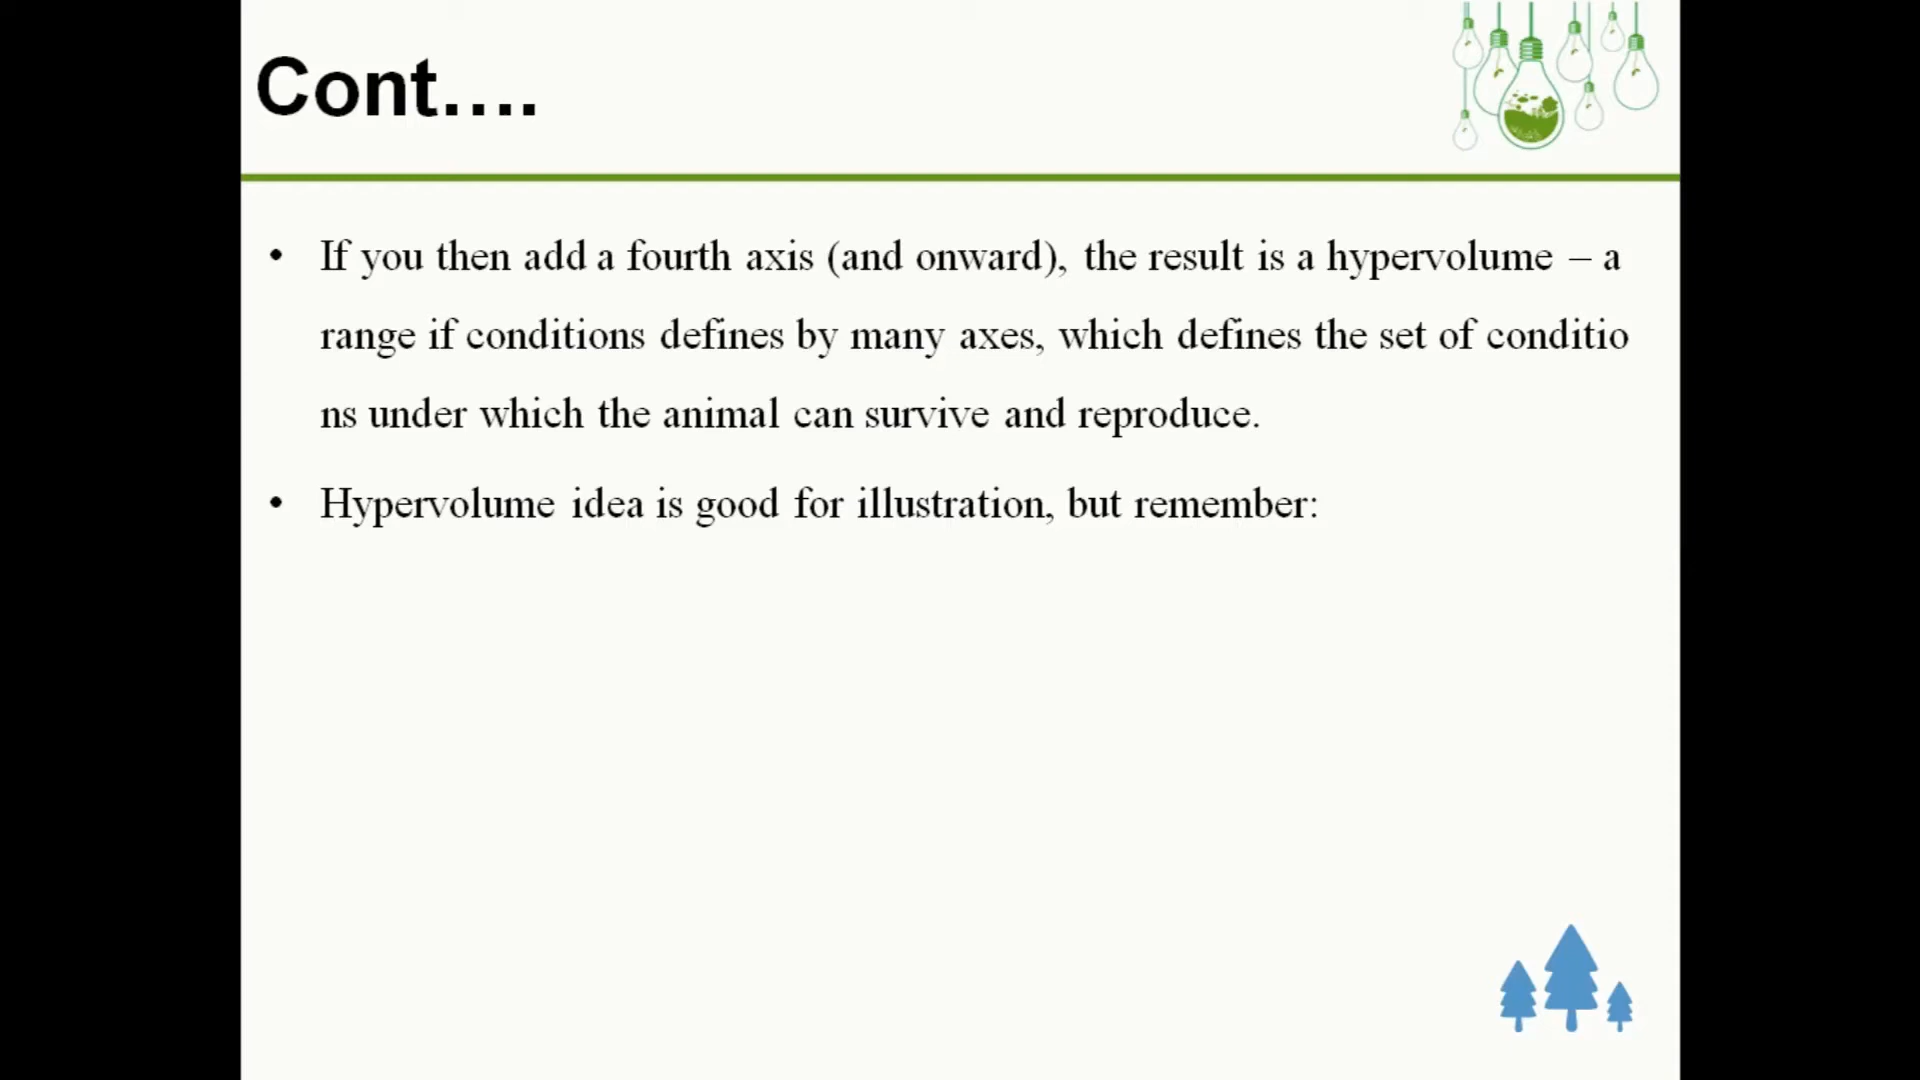 Cont....
• If you then add a fourth axis (and onward), the result is a hypervolume – a
range if conditions defines by many axes, which defines the set of conditio
ns under which the animal can survive and reproduce.
• Hypervolume idea is good for illustration, but remember: